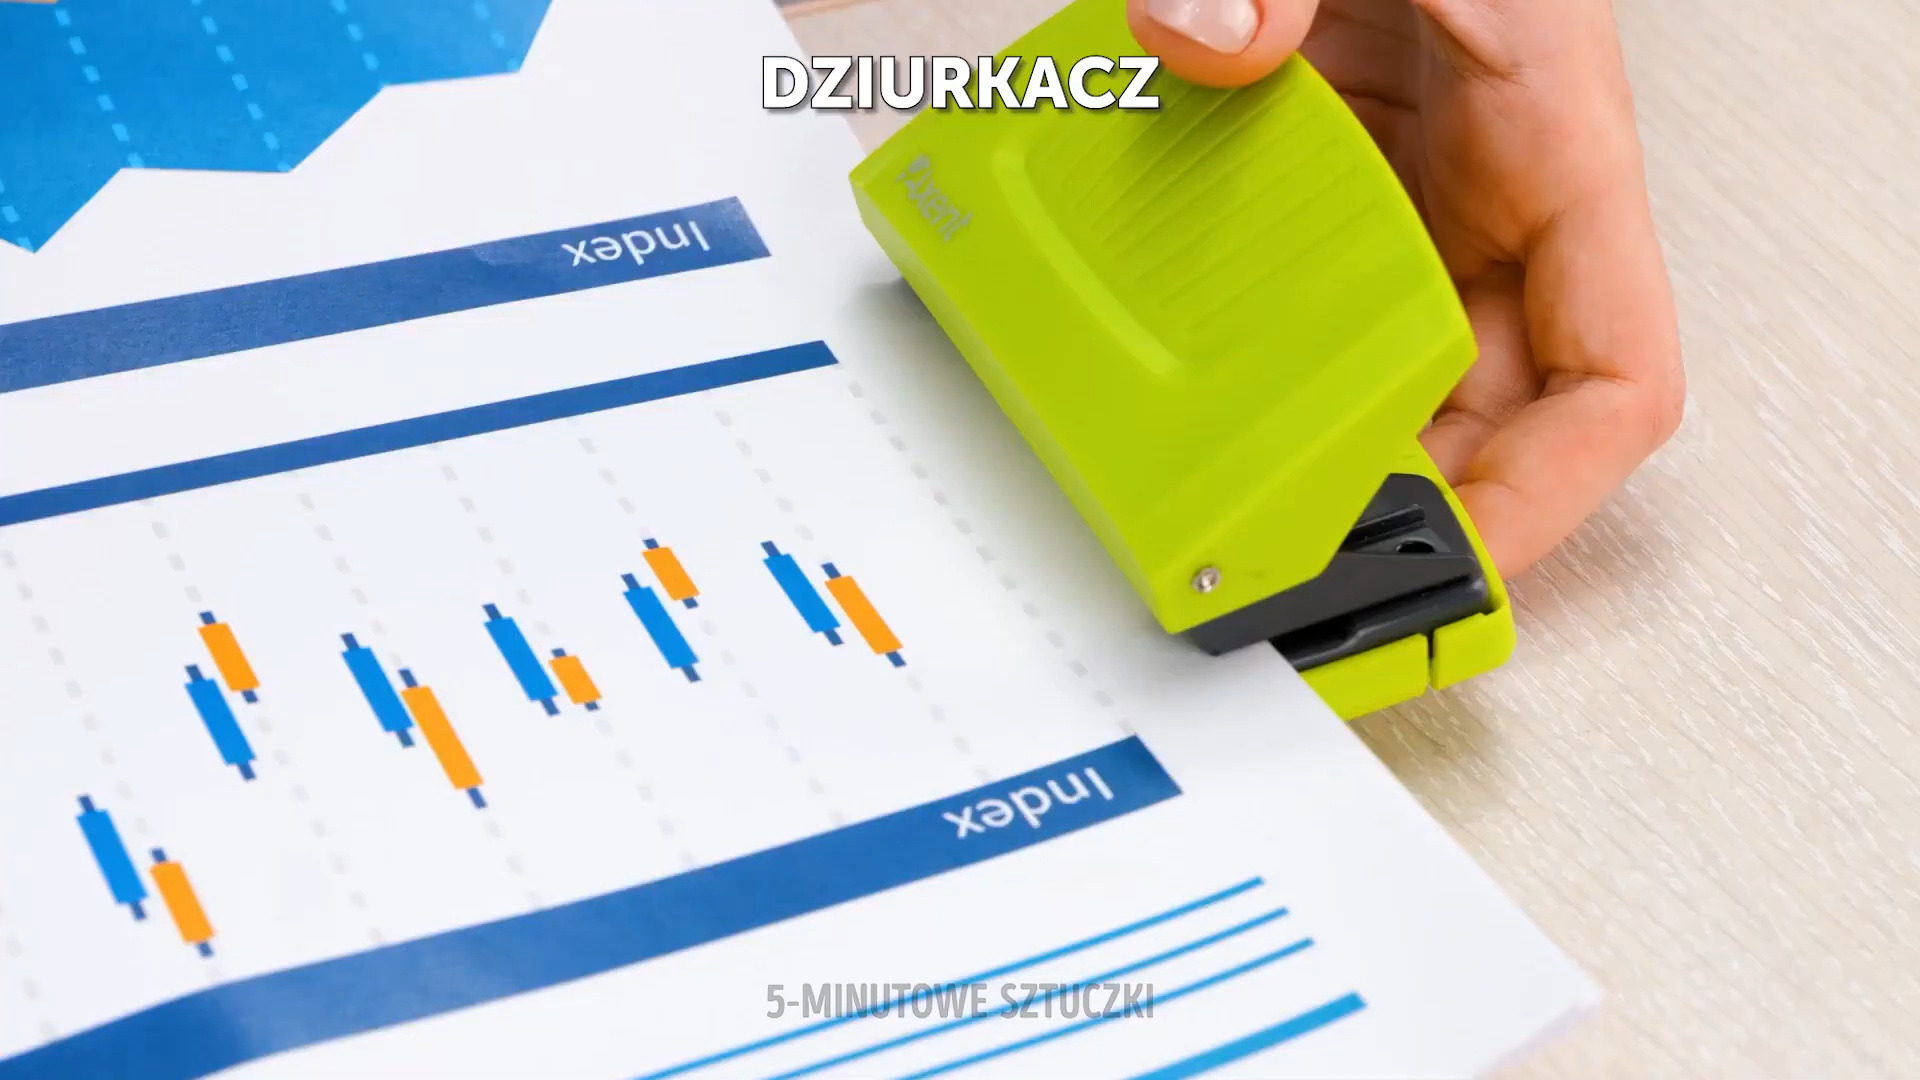 DZIURKACZ
Axent
Index
Index
5-MINUTOWE SZTUCZKI